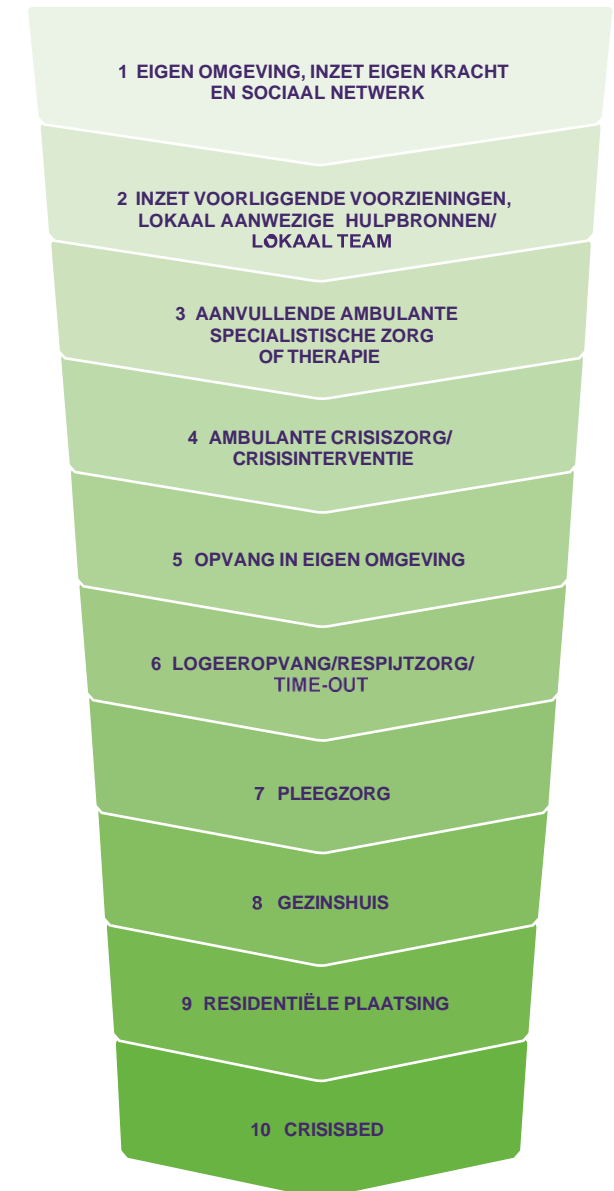 1 EIGEN OMGEVING, INZET EIGEN KRACHT
EN SOCIAAL NETWERK
2 INZET VOORLIGGENDE VOORZIENINGEN,
LOKAAL AANWEZIGE HULPBRONNEN/
LOKAAL TEAM
3 AANVULLENDE AMBULANTE
SPECIALISTISCHE ZORG
OF THERAPIE
4 AMBULANTE CRISISZORG/
CRISISINTERVENTIE
5 OPVANG IN EIGEN OMGEVING
6 LOGEEROPVANG/RESPIJTZORG/
TIME-OUT
7 PLEEGZORG
8 GEZINSHUIS
9 RESIDENTIËLE PLAATSING
10 CRISISBED